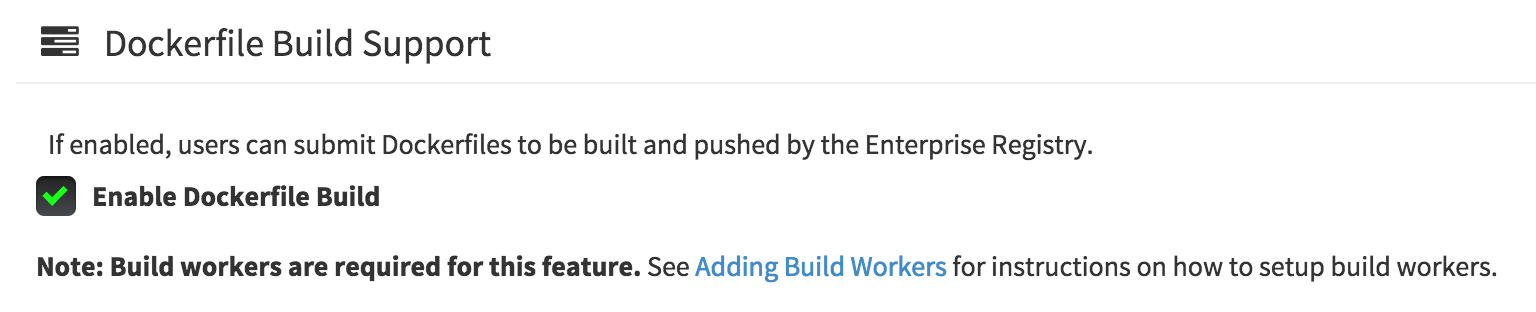 Dockerfile Build Support
If enabled, users can submit Dockerfiles to be built and pushed by the Enterprise Registry.
Enable Dockerfile Build
Note: Build workers are required for this feature. See Adding Build Workers for instructions on how to setup build workers.